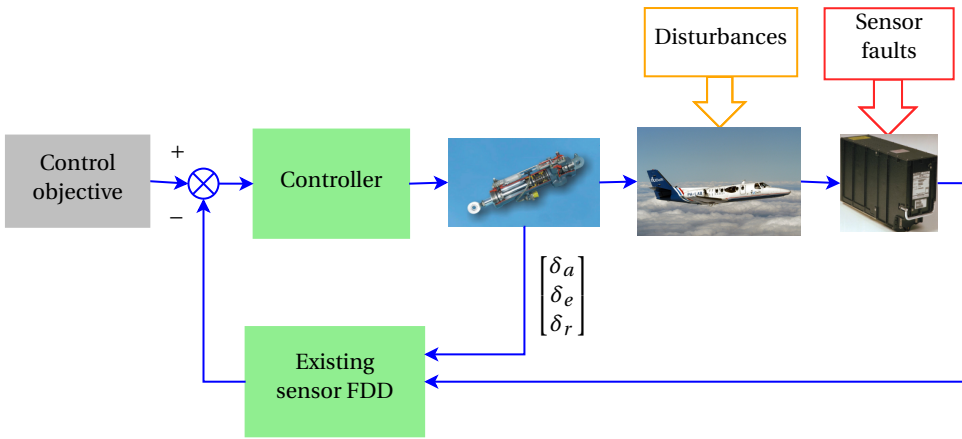 Disturbances
Sensor
faults
Control
objective
+
−
Controller
δa
δe
δr
Existing
sensor FDD